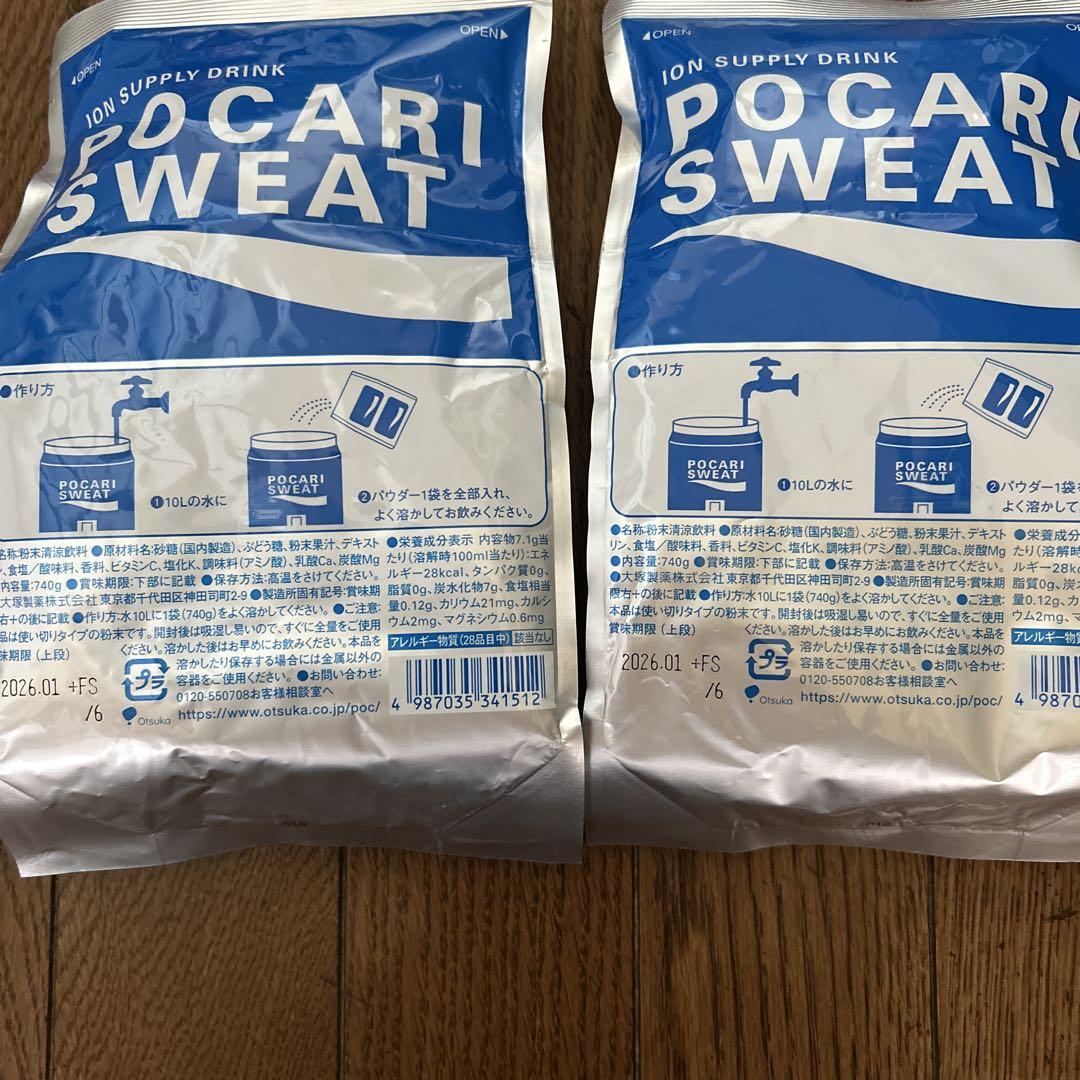 OPEN
OPEN
ION SUPPLY DRINK
POCARI
SWEAT
作り方
POCARI
SWEAT
❶10Lの水に
POCARI
SWEAT
❷パウダー1袋を全部入れ、
よく溶かしてお飲みください。
●名称:粉末清涼飲料 ●原材料名:砂糖(国内製造)、ぶどう糖、粉末果汁、デキスト
リン、食塩/酸味料、香料、ビタミンC、塩化K、調味料(アミノ酸)、乳酸Ca、炭酸Mg
内容量:740g ●賞味期限:下部に記載 ●保存方法:高温をさけてください。
大塚製薬株式会社 東京都千代田区神田司町2-9 ●製造所固有記号:賞味期
限右+の後に記載 ●作り方:水10Lに1袋(740g)をよく溶かしてください。 ●ご注意:
本品は使い切りタイプの粉末です。開封後は吸湿し易いので、すぐに全量をご使用
ください。溶かした後はお早めにお飲みください。本品を
溶かしたり保存する場合には金属以外の
容器をご使用ください。 ●お問い合わせ:
0120-550708お客様相談室へ
味期限(上段)
2026.01 +FS
/6
プラ
Otsuka https://www.otsuka.co.jp/poc/
●栄養成分表示 内容物7.1g当
たり(溶解時100ml当たり):エネ
ルギー28kcal、タンパク質0g、
脂質0g、炭水化物7g、食塩相当
量0.12g、カリウム21mg、カルシ
ウム2mg、マグネシウム0.6mg
アレルギー物質(28品目中) 該当なし
4 987035 341512
OPEN
OP
ION SUPPLY DRINK
POCARI
SWEAT
作り方
POCARI
SWEAT
❶10Lの水に
POCARI
SWEAT
❷パウダー1袋
よく溶かして
●名称:粉末清涼飲料 ●原材料名:砂糖(国内製造)、ぶどう糖、粉末果汁、デキスト
リン、食塩/酸味料、香料、ビタミンC、塩化K、調味料(アミノ酸)、乳酸Ca、炭酸Mg
内容量:740g ●賞味期限:下部に記載 ●保存方法:高温をさけてください。
大塚製薬株式会社 東京都千代田区神田司町2-9 ●製造所固有記号:賞味期
限右+の後に記載 ●作り方:水10Lに1袋(740g)をよく溶かしてください。 ●ご注意:
本品は使い切りタイプの粉末です。開封後は吸湿し易いので、すぐに全量をご使用
ください。溶かした後はお早めにお飲みください。本品を
溶かしたり保存する場合には金属以外の
容器をご使用ください。 ●お問い合わせ:
0120-550708お客様相談室へ
賞味期限(上段)
2026.01 +FS
/6
プラ
Otsuka https://www.otsuka.co.jp/poc/
●栄養成分表示
たり(溶解時
ルギー28kc
脂質0g、炭水
量0.12g、カリ
ウム2mg、マ
アレルギー物質
4 9870